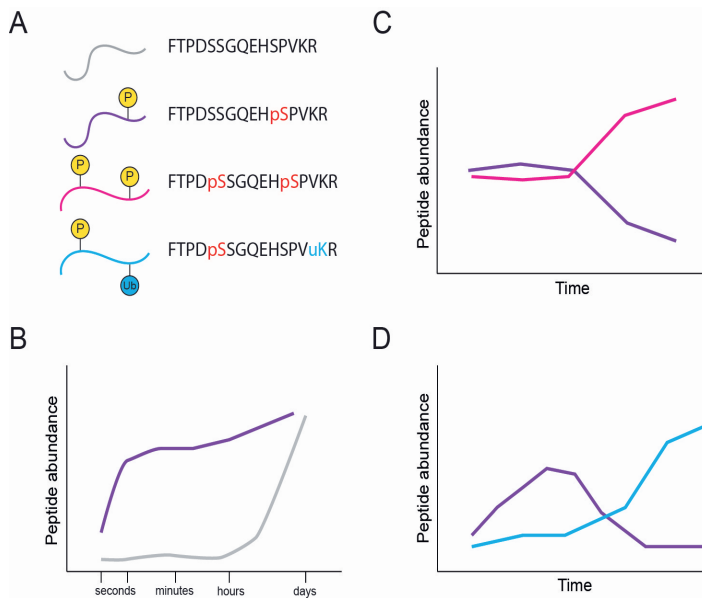 A
FTPDSSGQEHSPVKR
P
FTPDSSGQEHpSPVKR
P
P
FTPDpSSGQEHpSPVKR
P
FTPDpSSGQEHSPVuKR
Ub
B
Peptide abundance
seconds
minutes
hours
days
C
Peptide abundance
Time
D
Peptide abundance
Time